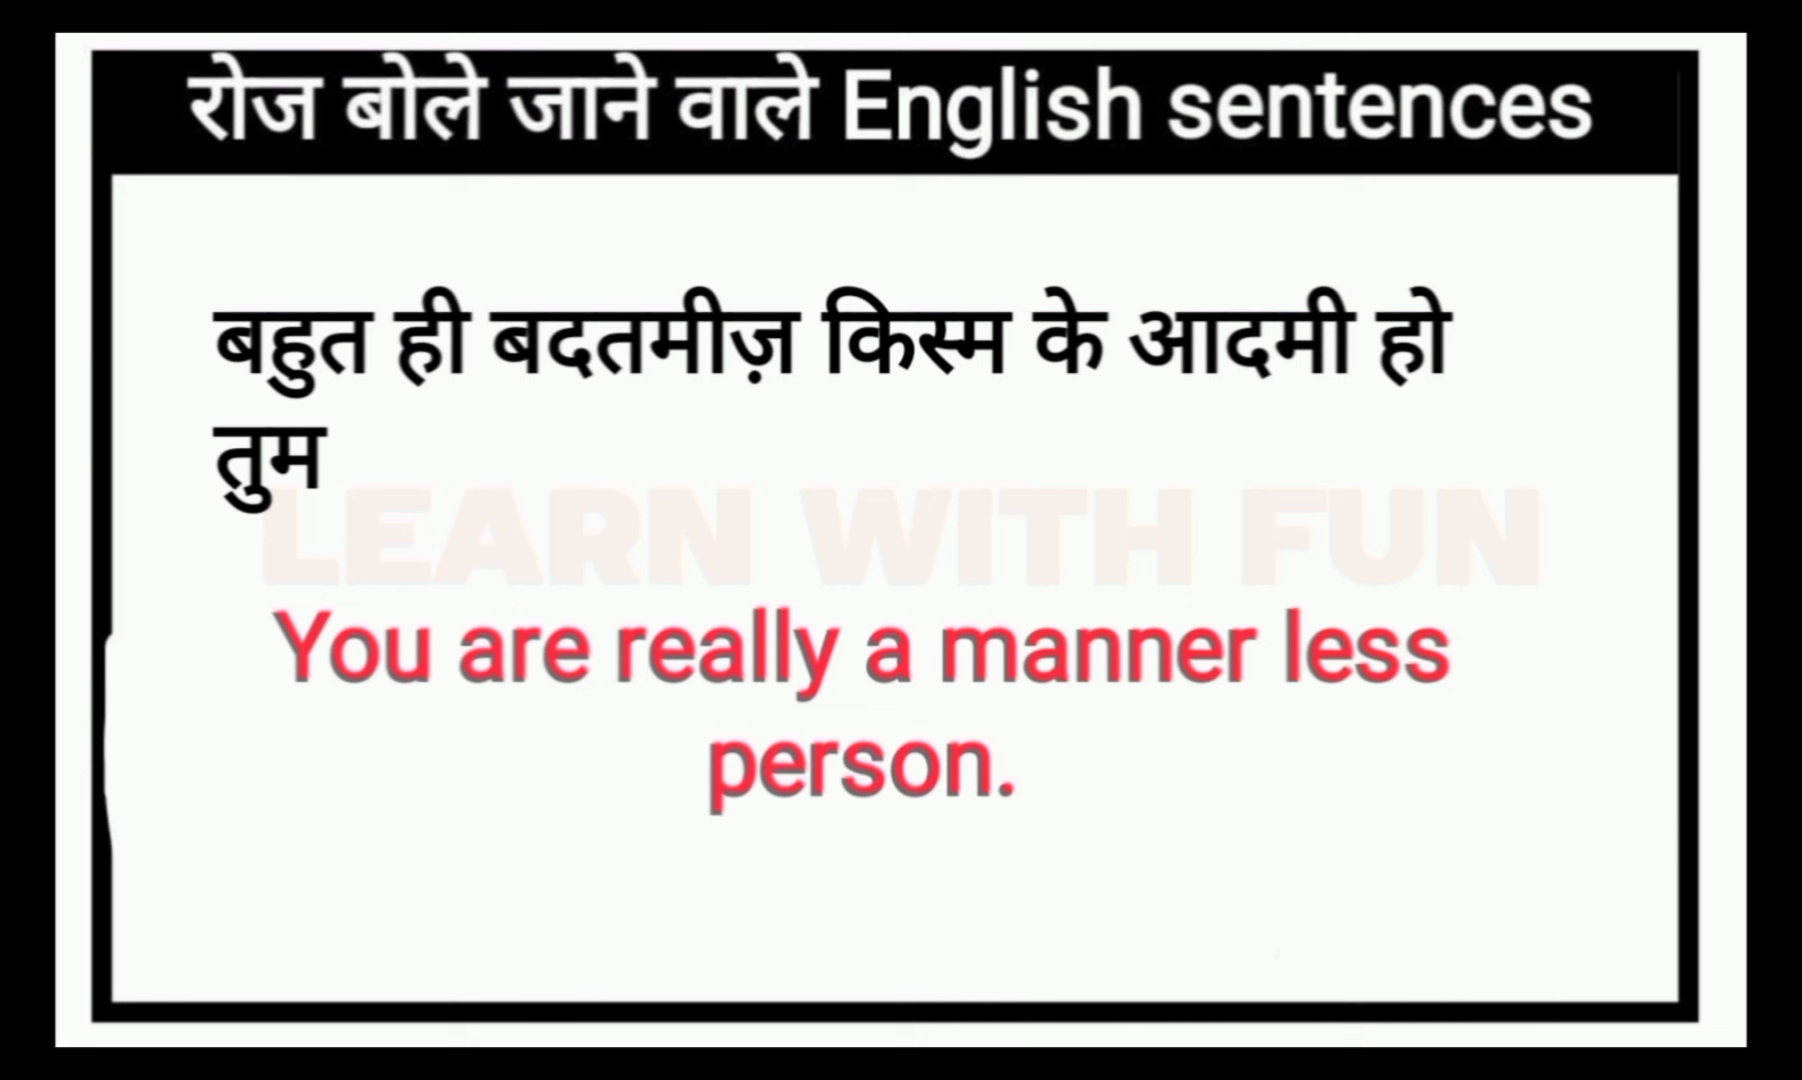 रोज बोले जाने वाले English sentences
बहुत ही बदतमीज़ किस्म के आदमी हो
तुम
LEARN WITH FUN
You are really a manner less
person.